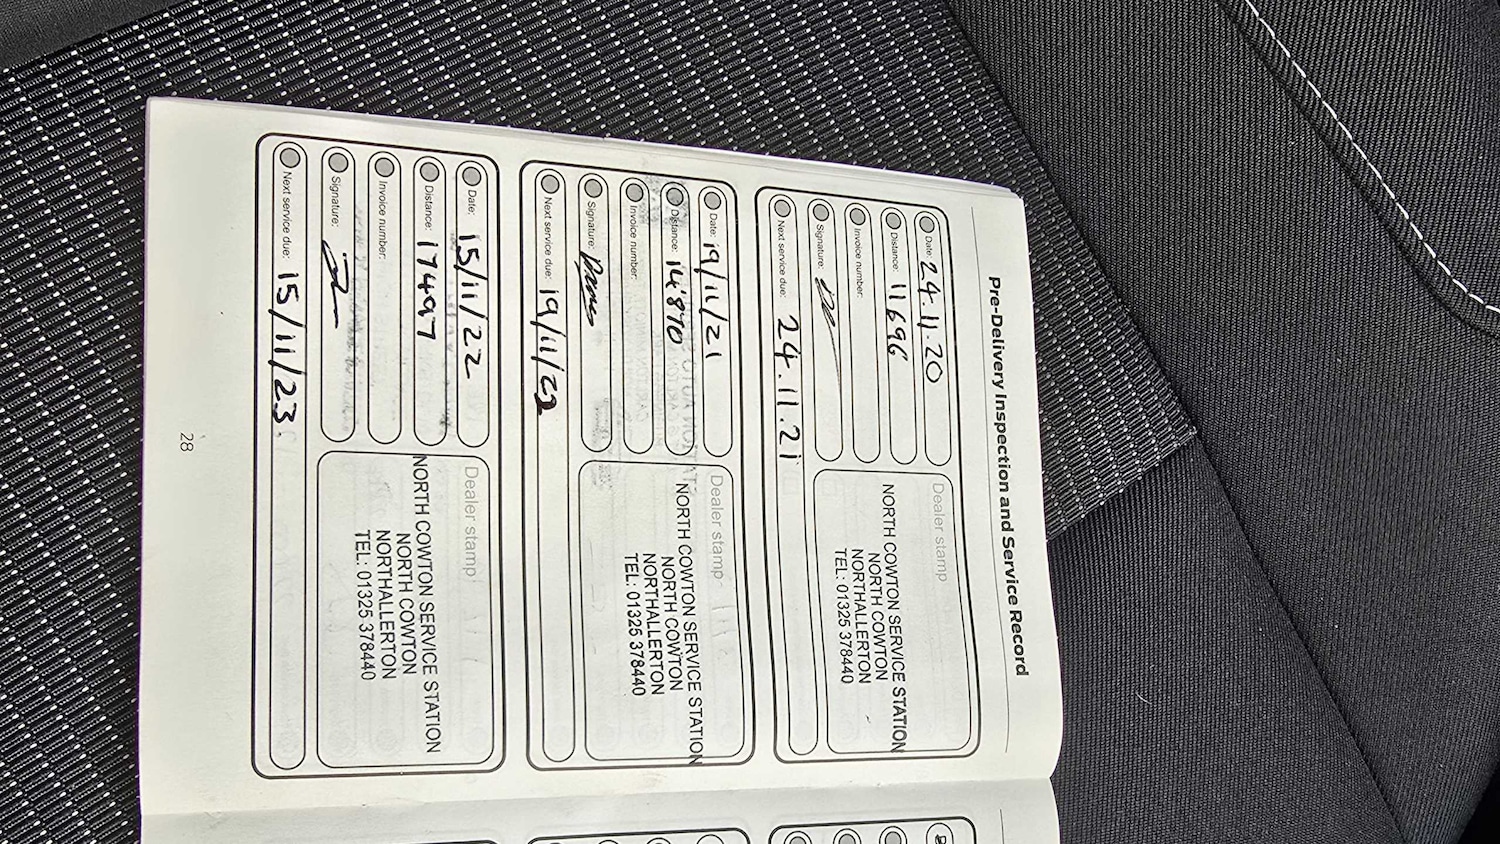 Pre-Delivery Inspection and Service Record
Date: 24.11.20
Distance: 11696
Invoice number:
Signature:
Next service due: 24.11.21
Dealer stamp
NORTH COWTON SERVICE STATION
NORTH COWTON
NORTHALLERTON
TEL: 01325 378440
Date: 19/11/21
Distance: 14'870
Invoice number:
Signature:
Next service due: 19/11/22
Dealer stamp
NORTH COWTON SERVICE STATION
NORTH COWTON
NORTHALLERTON
TEL: 01325 378440
Date: 15/11/22
Distance: 17497
Invoice number:
Signature:
Next service due: 15/11/23
Dealer stamp
NORTH COWTON SERVICE STATION
NORTH COWTON
NORTHALLERTON
TEL: 01325 378440
28